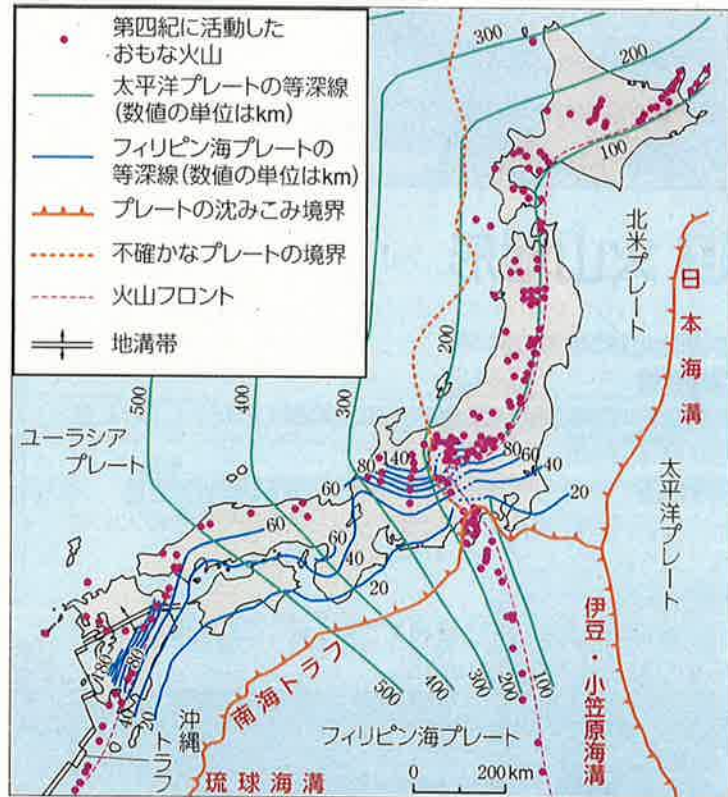 第四紀に活動した
おもな火山
太平洋プレートの等深線
(数値の単位はkm)
フィリピン海プレートの
等深線(数値の単位はkm)
プレートの沈みこみ境界
不確かなプレートの境界
火山フロント
地溝帯
300
200
100
北米プレート
日本海溝
太平洋プレート
200
500
400
300
ユーラシア
プレート
80
140
80
60
40
20
60
60
60
40
20
80
40
20
沖縄
トラフ
南海トラフ
琉球海溝
フィリピン海プレート
500
400
300
200
100
伊豆・小笠原海溝
0
200km